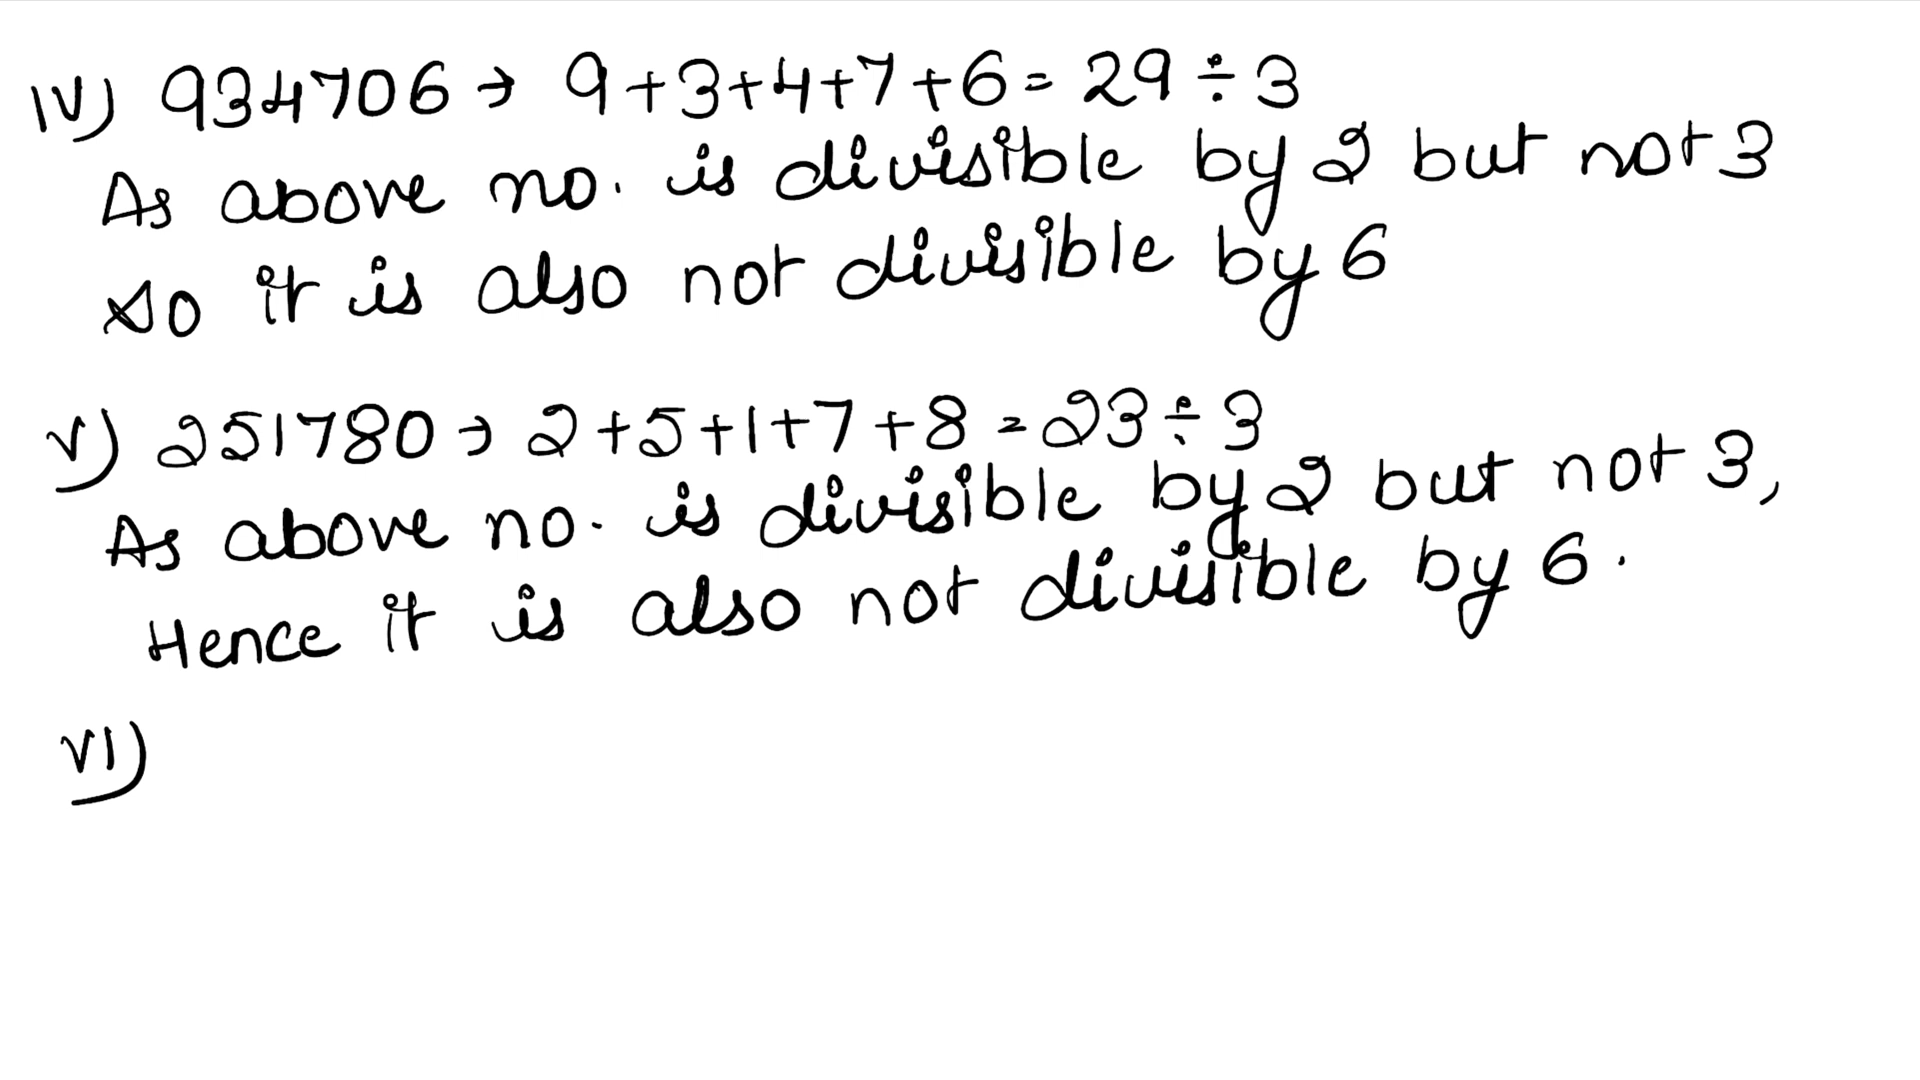 IV) 934706 → 9+3+4+7+6= 29 ÷ 3
As above no. is divisible by 2 but not 3
so it is also not divisible by 6
V) 251780 → 2+5+1+7+8 = 23 ÷ 3
As above no. is divisible by 2 but not 3,
Hence it is also not divisible by 6.
VI)